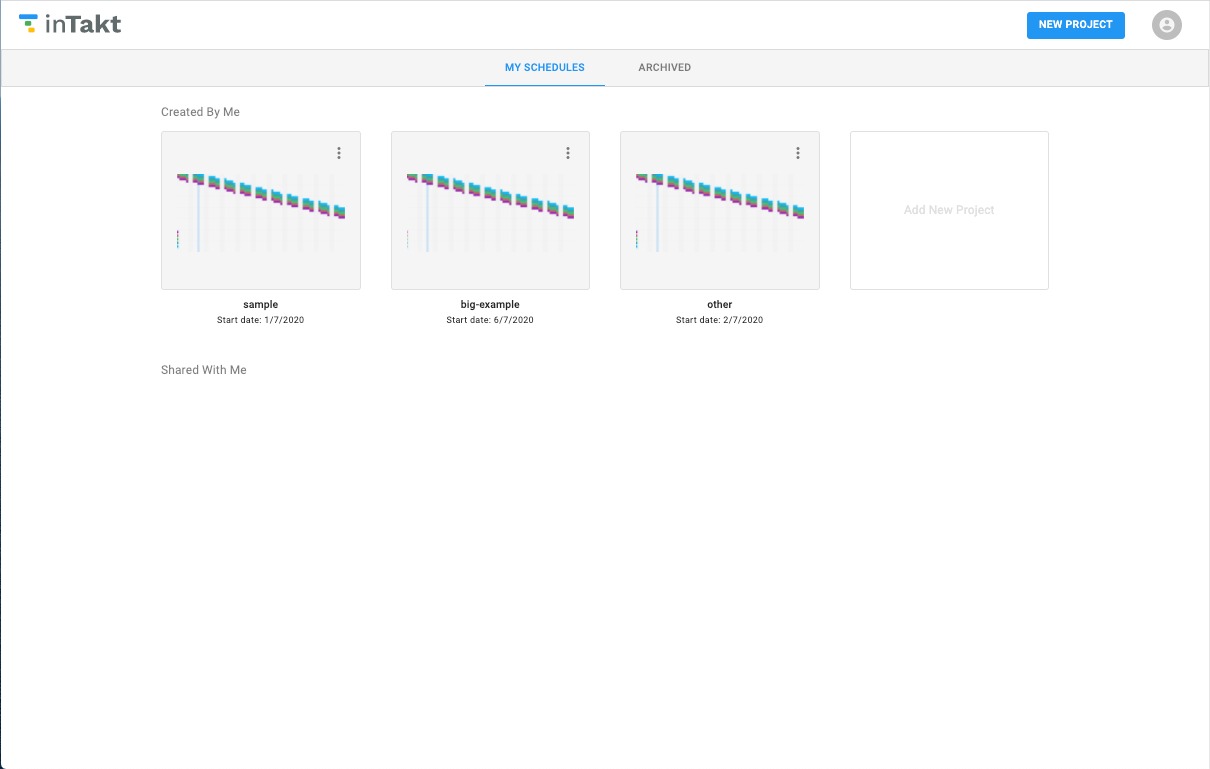 inTakt
NEW PROJECT
MY SCHEDULES
ARCHIVED
Created By Me
Add New Project
sample
Start date: 1/7/2020
big-example
Start date: 6/7/2020
other
Start date: 2/7/2020
Shared With Me